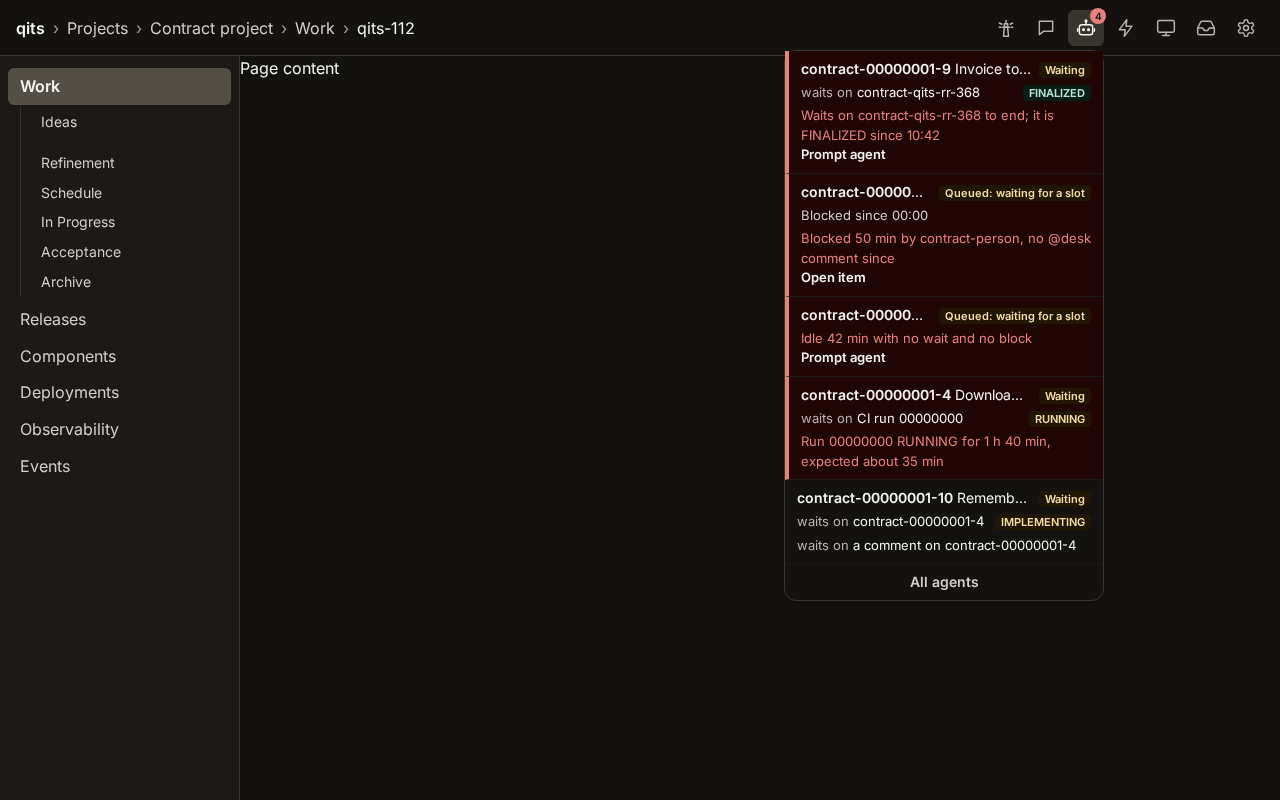 qits › Projects › Contract project › Work › qits-112
4
Work
Ideas
Refinement
Schedule
In Progress
Acceptance
Archive
Releases
Components
Deployments
Observability
Events
Page content
contract-00000001-9 Invoice to... Waiting
waits on contract-qits-rr-368 FINALIZED
Waits on contract-qits-rr-368 to end; it is
FINALIZED since 10:42
Prompt agent
contract-00000... Queued: waiting for a slot
Blocked since 00:00
Blocked 50 min by contract-person, no @desk
comment since
Open item
contract-00000... Queued: waiting for a slot
Idle 42 min with no wait and no block
Prompt agent
contract-00000001-4 Downloa... Waiting
waits on CI run 00000000 RUNNING
Run 00000000 RUNNING for 1 h 40 min,
expected about 35 min
contract-00000001-10 Rememb... Waiting
waits on contract-00000001-4 IMPLEMENTING
waits on a comment on contract-00000001-4
All agents